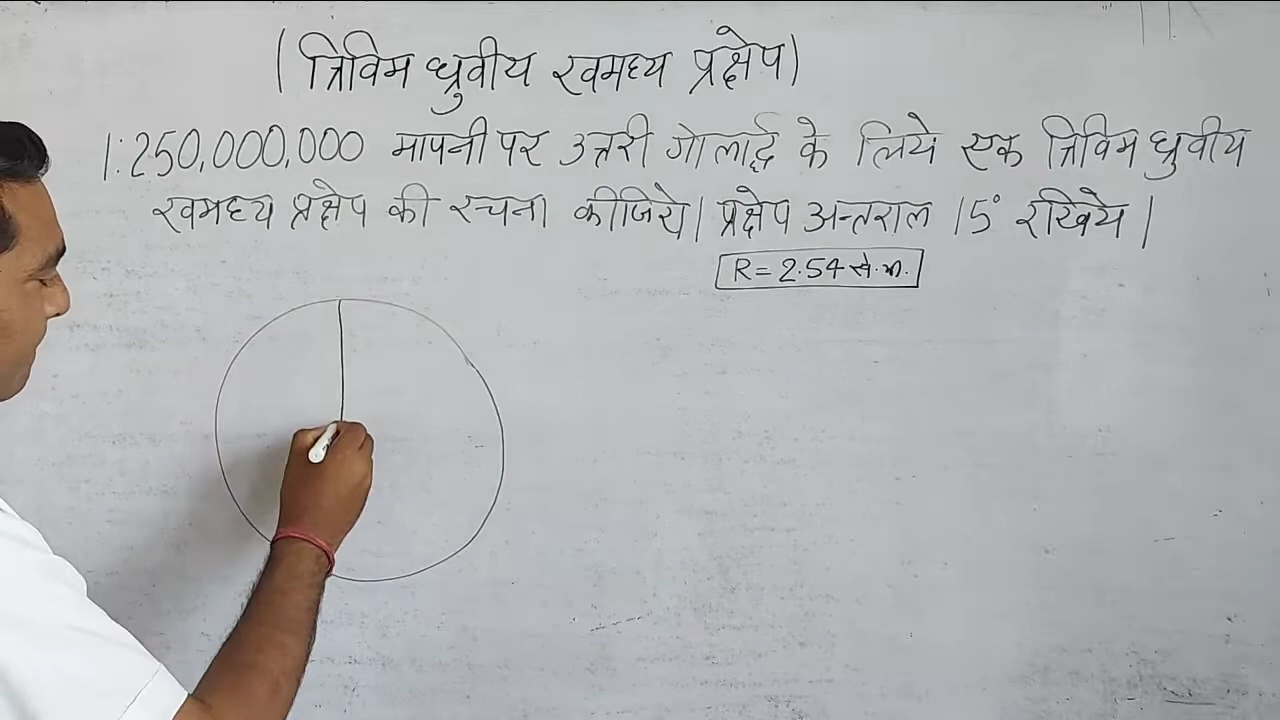 (त्रिविम ध्रुवीय खमध्य प्रक्षेप)
1:250,000,000 मापनी पर उत्तरी गोलार्द्ध के लिये एक त्रिविम ध्रुवीय
खमध्य प्रक्षेप की रचना कीजिये। प्रक्षेप अन्तराल 15° रखिये।
R = 2.54 से.मी.